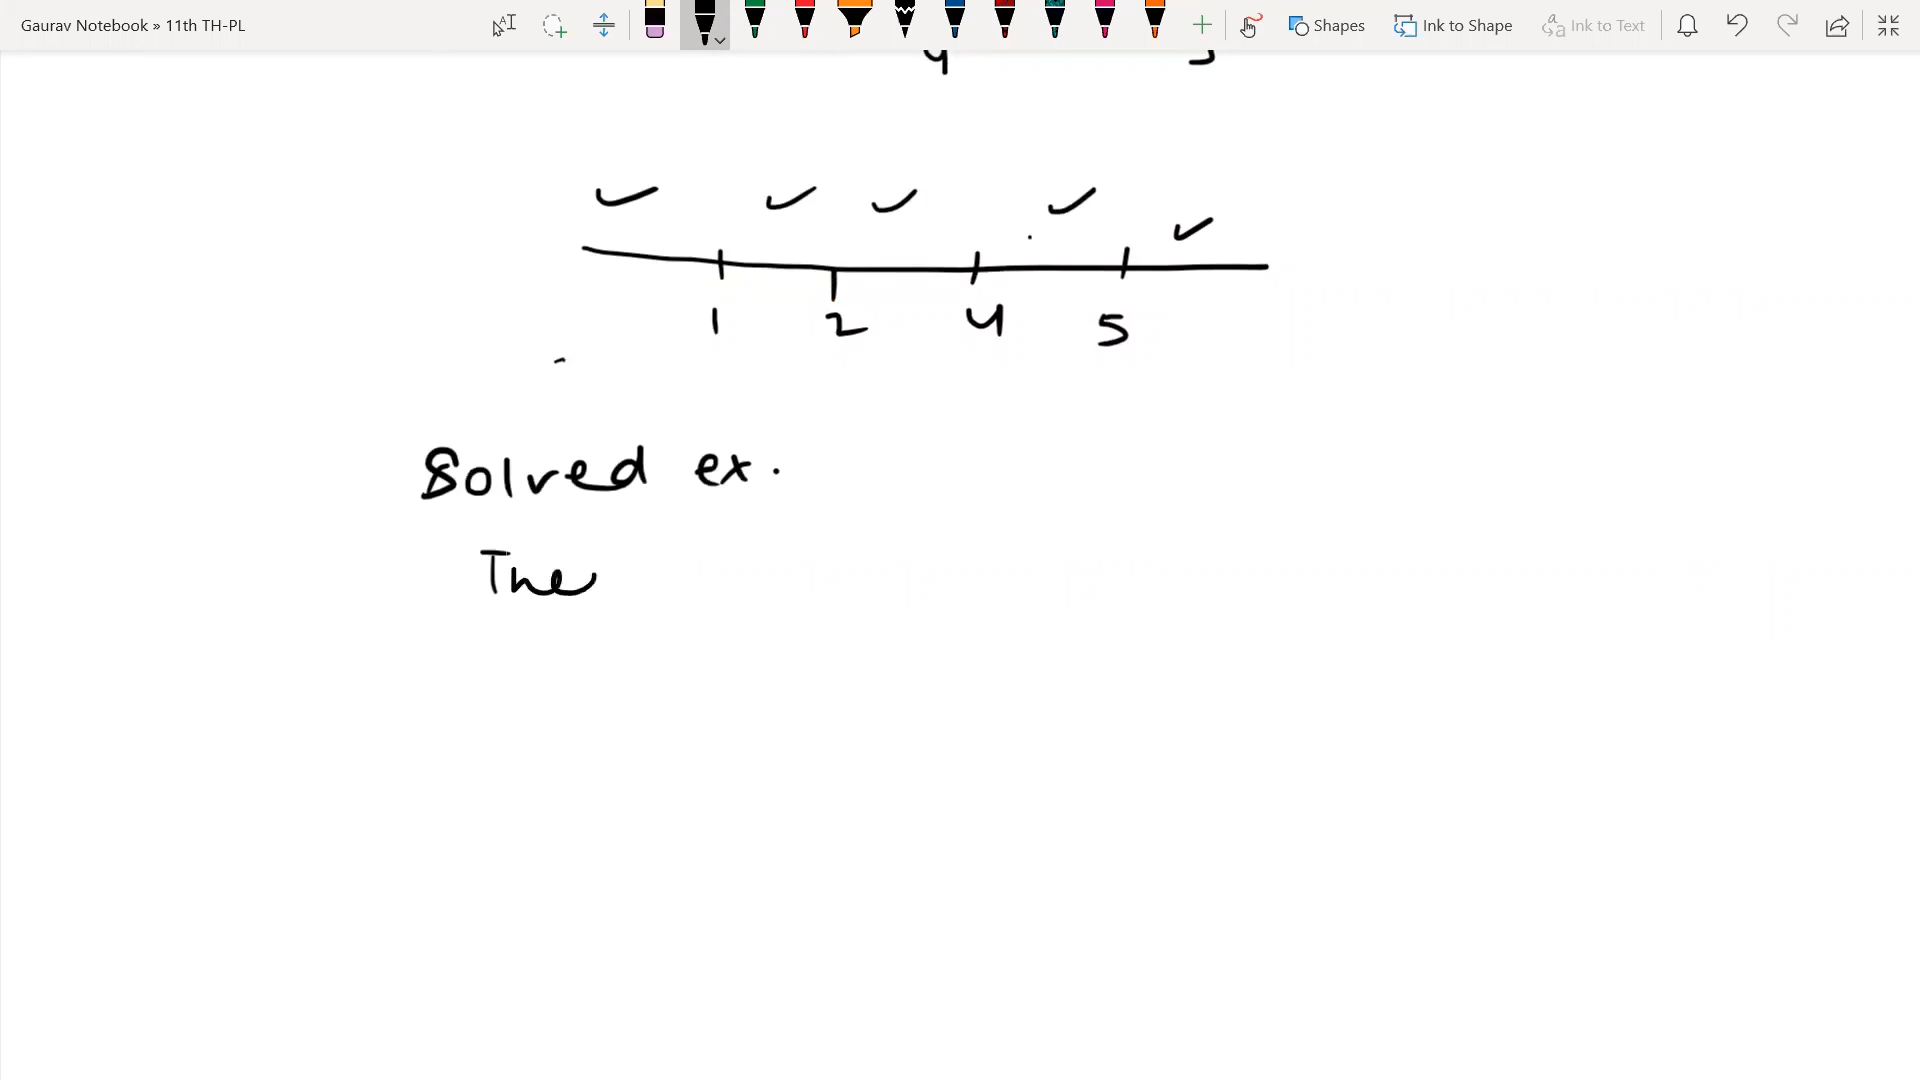 Gaurav Notebook » 11th TH-PL
Shapes
Ink to Shape
Ink to Text
1 2 4 5
Solved ex.
The